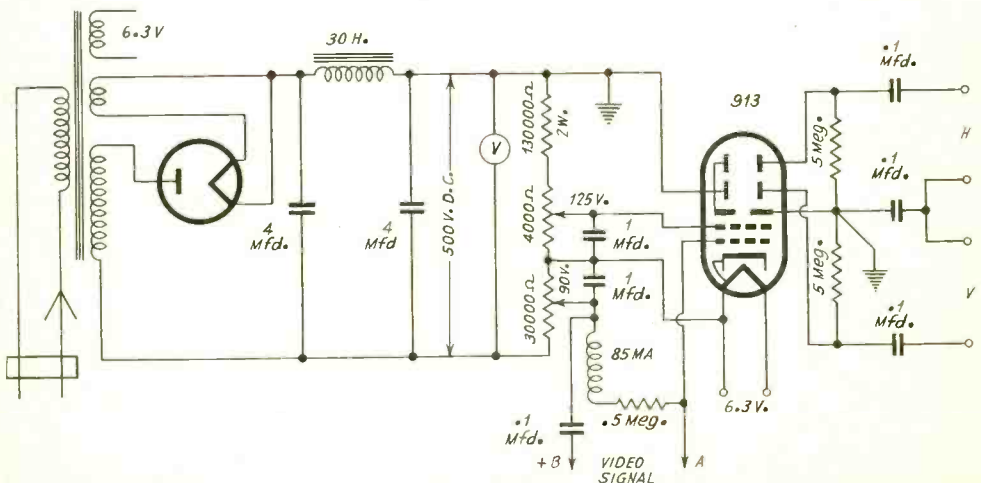 6.3 V
30 H.
4
Mfd.
4
Mfd
500 V. D.C.
V
130000Ω
2W.
4000Ω
30000Ω
125 V.
90V.
1
Mfd.
1
Mfd.
85 MA
.5 Meg.
.1
Mfd.
+B
VIDEO
SIGNAL
A
913
6.3 V.
5 Meg.
5 Meg.
.1
Mfd.
.1
Mfd.
.1
Mfd.
H
V